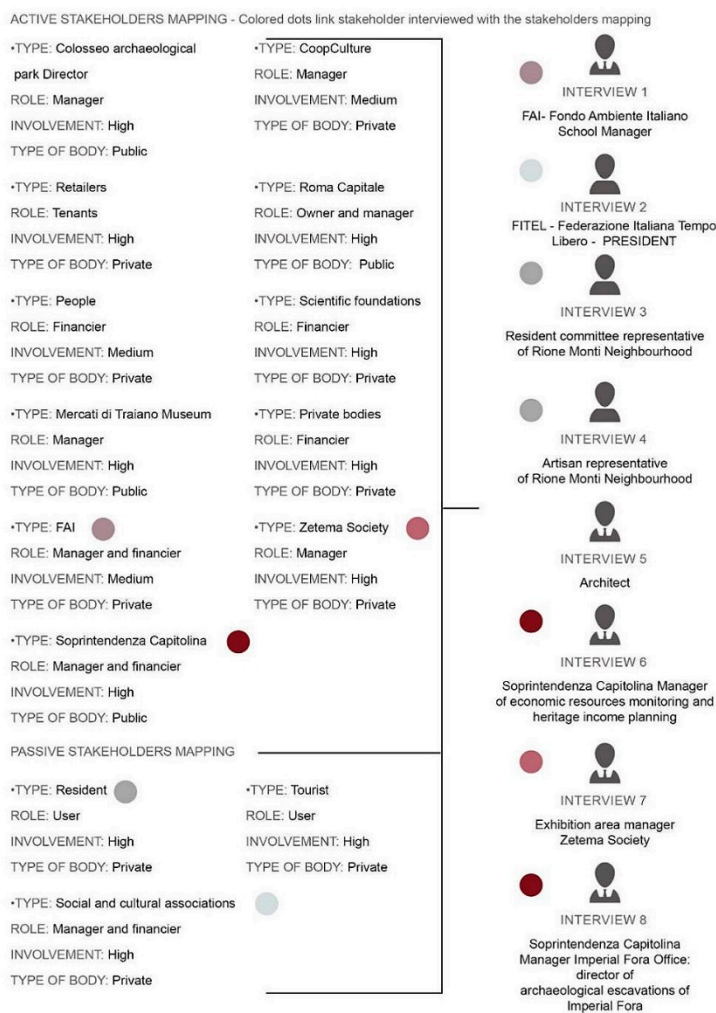 ACTIVE STAKEHOLDERS MAPPING - Colored dots link stakeholder interviewed with the stakeholders mapping
•TYPE: Colosseo archaeological
park Director
ROLE: Manager
INVOLVEMENT: High
TYPE OF BODY: Public
•TYPE: CoopCulture
ROLE: Manager
INVOLVEMENT: Medium
TYPE OF BODY: Private
•TYPE: Retailers
ROLE: Tenants
INVOLVEMENT: High
TYPE OF BODY: Private
•TYPE: Roma Capitale
ROLE: Owner and manager
INVOLVEMENT: High
TYPE OF BODY: Public
•TYPE: People
ROLE: Financier
INVOLVEMENT: Medium
TYPE OF BODY: Private
•TYPE: Scientific foundations
ROLE: Financier
INVOLVEMENT: High
TYPE OF BODY: Private
•TYPE: Mercati di Traiano Museum
ROLE: Manager
INVOLVEMENT: High
TYPE OF BODY: Public
•TYPE: Private bodies
ROLE: Financier
INVOLVEMENT: High
TYPE OF BODY: Private
•TYPE: FAI
ROLE: Manager and financier
INVOLVEMENT: Medium
TYPE OF BODY: Private
•TYPE: Zetema Society
ROLE: Manager
INVOLVEMENT: High
TYPE OF BODY: Private
•TYPE: Soprintendenza Capitolina
ROLE: Manager and financier
INVOLVEMENT: High
TYPE OF BODY: Public
PASSIVE STAKEHOLDERS MAPPING
•TYPE: Resident
ROLE: User
INVOLVEMENT: High
TYPE OF BODY: Private
•TYPE: Tourist
ROLE: User
INVOLVEMENT: High
TYPE OF BODY: Private
•TYPE: Social and cultural associations
ROLE: Manager and financier
INVOLVEMENT: High
TYPE OF BODY: Private
INTERVIEW 1
FAI- Fondo Ambiente Italiano
School Manager
INTERVIEW 2
FITEL - Federazione Italiana Tempo
Libero - PRESIDENT
INTERVIEW 3
Resident committee representative
of Rione Monti Neighbourhood
INTERVIEW 4
Artisan representative
of Rione Monti Neighbourhood
INTERVIEW 5
Architect
INTERVIEW 6
Soprintendenza Capitolina Manager
of economic resources monitoring and
heritage income planning
INTERVIEW 7
Exhibition area manager
Zetema Society
INTERVIEW 8
Soprintendenza Capitolina
Manager Imperial Fora Office:
director of
archaeological escavations of
Imperial Fora